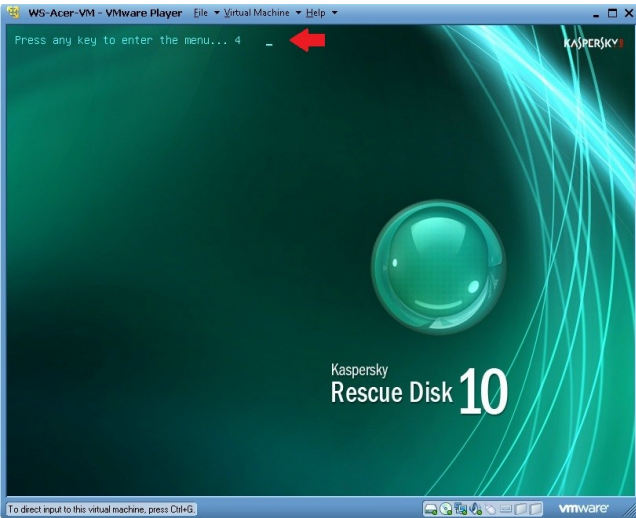 WS-Acer-VM - VMware Player File Virtual Machine Help
Press any key to enter the menu... 4 _
KASPERSKY
Kaspersky
Rescue Disk 10
To direct input to this virtual machine, press Ctrl+G.
vmware